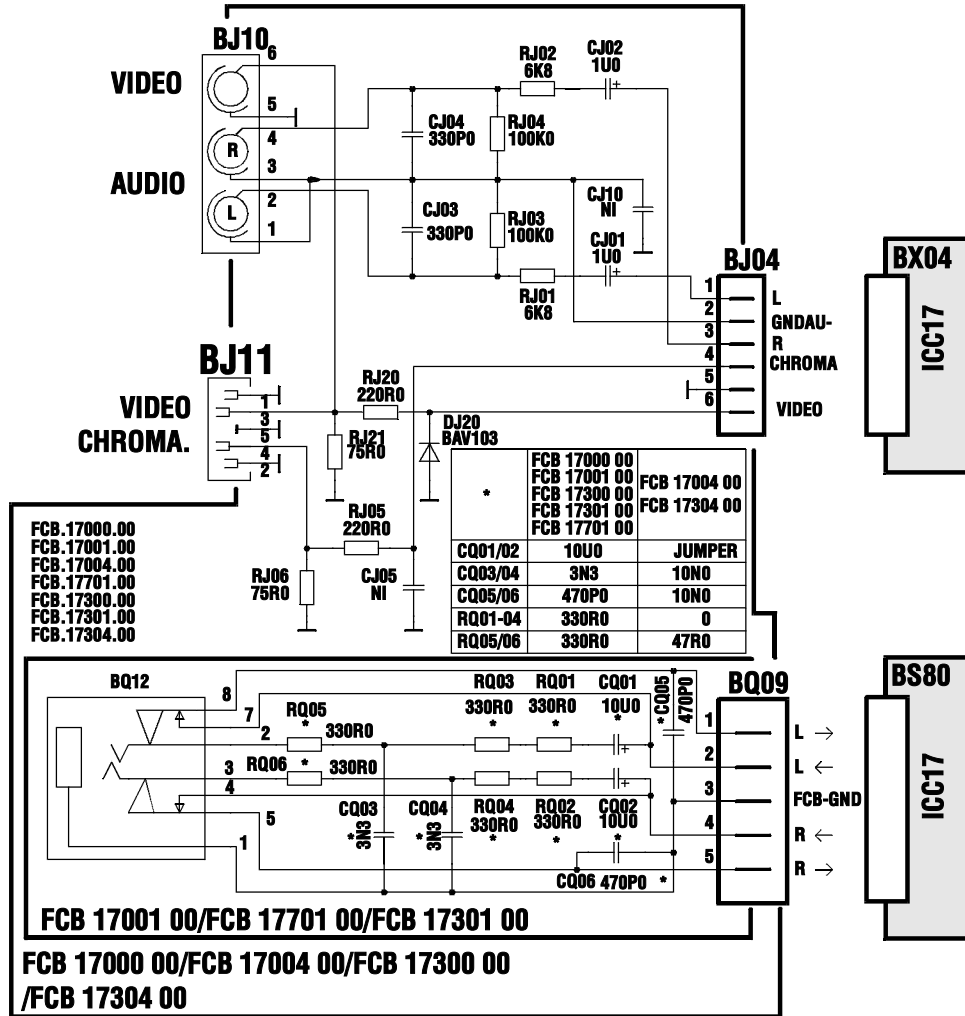 BJ10
VIDEO
AUDIO
6
5
4
3
2
1
R
L
RJ02
6K8
CJ02
1U0
CJ04
330P0
RJ04
100K0
CJ03
330P0
RJ03
100K0
CJ10
NI
CJ01
1U0
RJ01
6K8
BJ04
1
2
3
4
5
6
L
GNDAU-
R
CHROMA
VIDEO
BX04
ICC17
BJ11
VIDEO
CHROMA.
1
3
5
4
2
RJ20
220R0
RJ21
75R0
DJ20
BAV103
RJ05
220R0
RJ06
75R0
CJ05
NI
* FCB 17000 00 FCB 17001 00 FCB 17300 00 FCB 17301 00 FCB 17701 00 FCB 17004 00 FCB 17304 00
CQ01/02 10U0 JUMPER
CQ03/04 3N3 10N0
CQ05/06 470P0 10N0
RQ01-04 330R0 0
RQ05/06 330R0 47R0
FCB.17000.00
FCB.17001.00
FCB.17004.00
FCB.17701.00
FCB.17300.00
FCB.17301.00
FCB.17304.00
BQ12
8
7
2
3
4
5
1
RQ05
* 330R0
RQ06 * 330R0
RQ03
330R0
*
RQ01
330R0
*
CQ01
*
10U0
* CQ05
470P0
CQ03
* 3N3
CQ04
* 3N3
RQ04
330R0
*
RQ02
330R0
*
CQ02
10U0
*
CQ06 470P0 *
BQ09
1
2
3
4
5
L →
L ←
FCB-GND
R ←
R →
BS80
ICC17
FCB 17001 00/FCB 17701 00/FCB 17301 00
FCB 17000 00/FCB 17004 00/FCB 17300 00
/FCB 17304 00